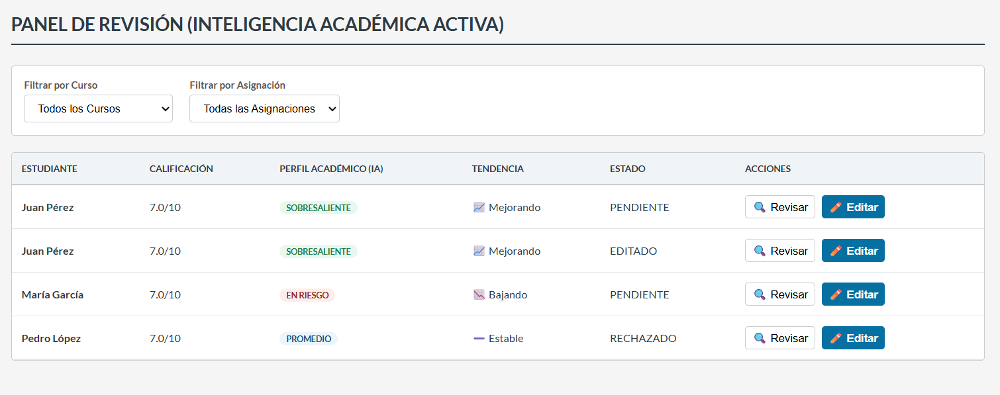 PANEL DE REVISIÓN (INTELIGENCIA ACADÉMICA ACTIVA)
Filtrar por Curso Filtrar por Asignación
Todos los Cursos Todas las Asignaciones
ESTUDIANTE CALIFICACIÓN PERFIL ACADÉMICO (IA) TENDENCIA ESTADO ACCIONES
Juan Pérez 7.0/10 SOBRESALIENTE Mejorando PENDIENTE Revisar Editar
Juan Pérez 7.0/10 SOBRESALIENTE Mejorando EDITADO Revisar Editar
María García 7.0/10 EN RIESGO Bajando PENDIENTE Revisar Editar
Pedro López 7.0/10 PROMEDIO Estable RECHAZADO Revisar Editar